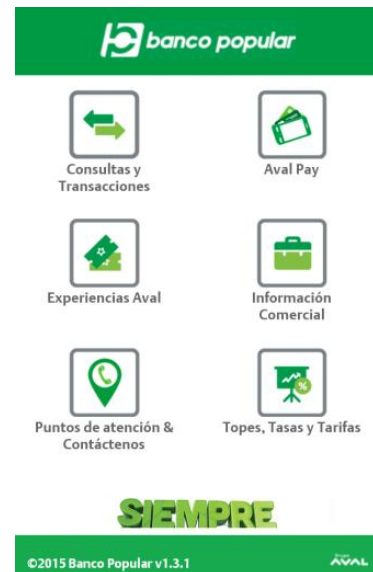 banco popular
Consultas y
Transacciones
Aval Pay
Experiencias Aval
Información
Comercial
%
Puntos de atención &
Contáctenos
Topes, Tasas y Tarifas
SIEMPRE
©2015 Banco Popular v1.3.1
Grupo
AVAL